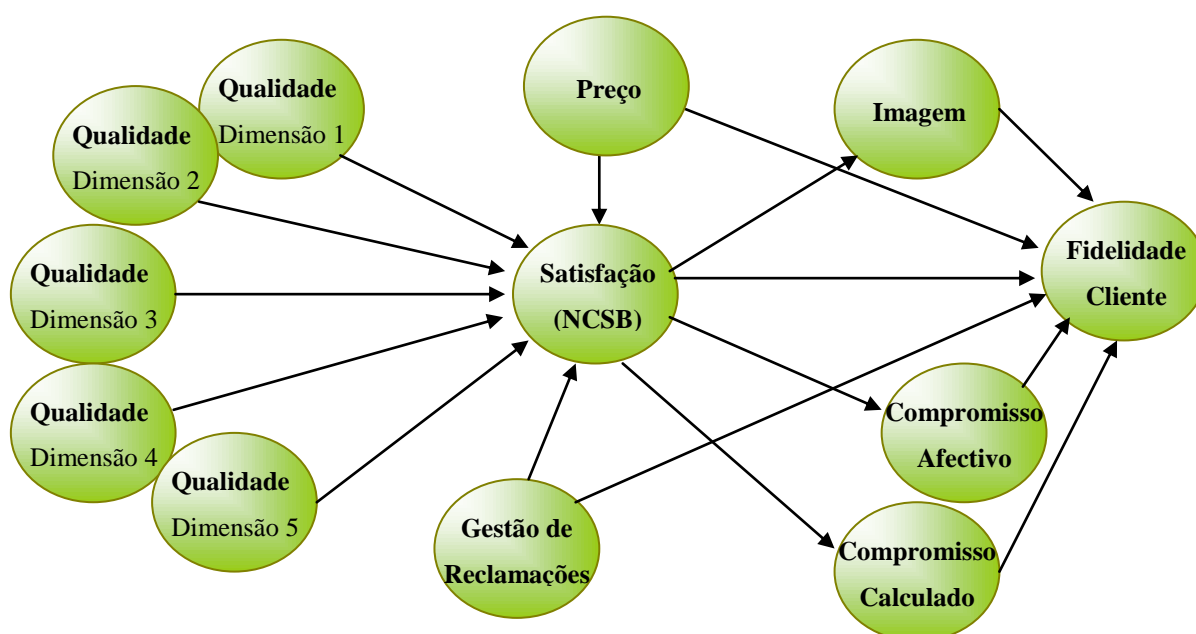 Qualidade
Dimensão 1
Qualidade
Dimensão 2
Qualidade
Dimensão 3
Qualidade
Dimensão 4
Qualidade
Dimensão 5
Preço
Satisfação
(NCSB)
Gestão de
Reclamações
Imagem
Fidelidade
Cliente
Compromisso
Afectivo
Compromisso
Calculado